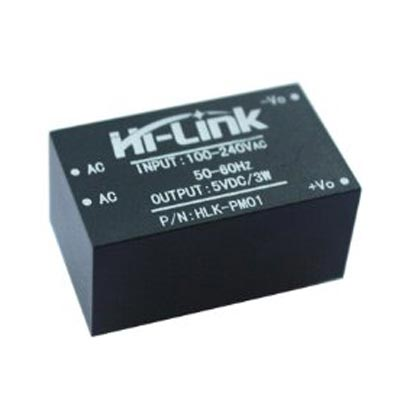 Hi-Link
-Vo
AC
INPUT:100-240VAC
50-60Hz
AC
OUTPUT:5VDC/3W
+Vo
P/N:HLK-PM01